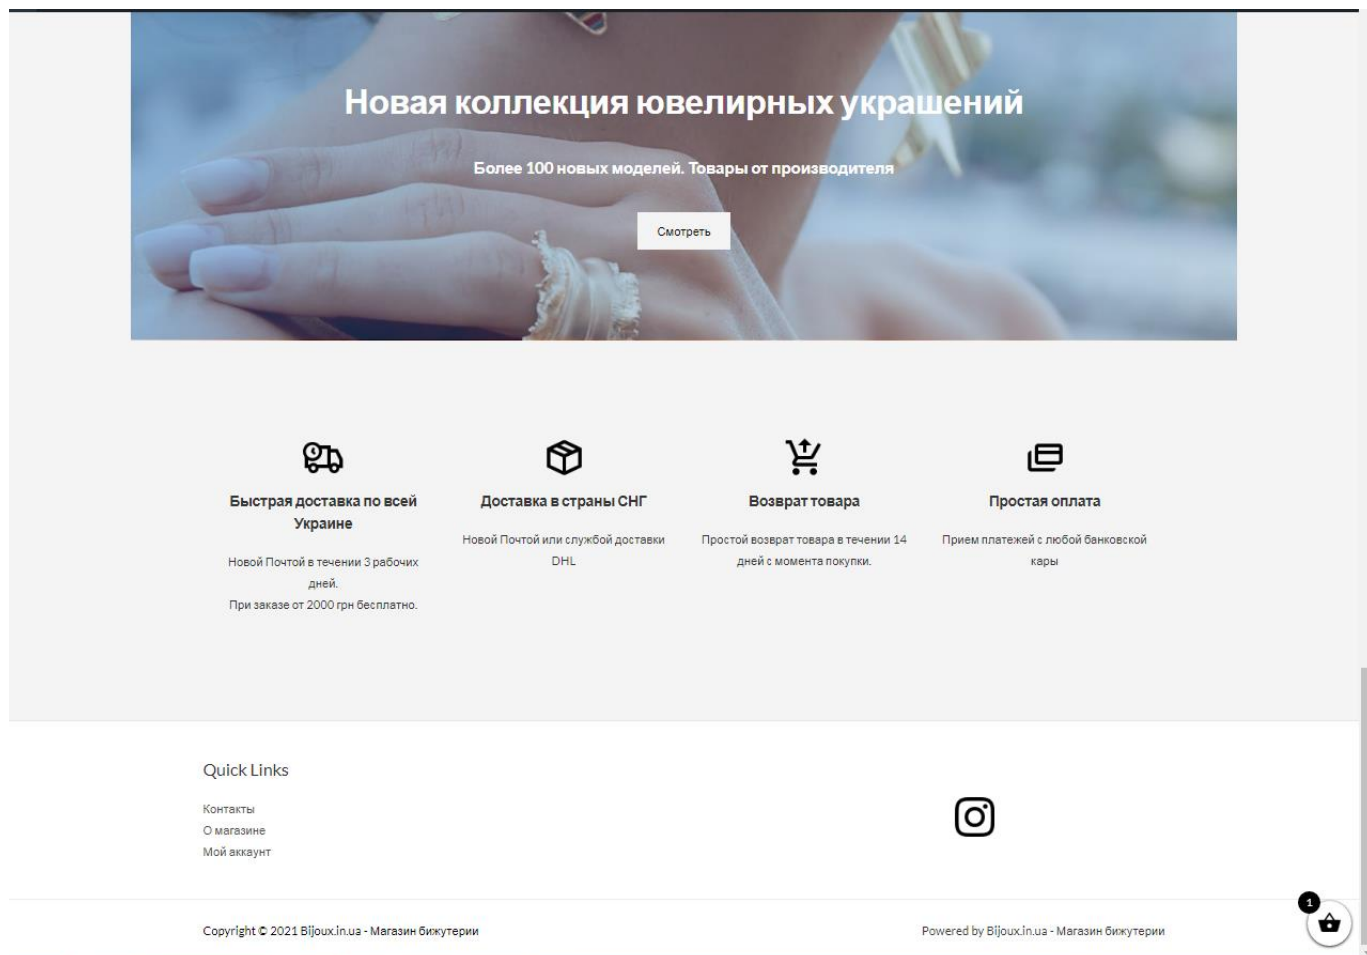 Новая коллекция ювелирных украшений
Более 100 новых моделей. Товары от производителя
Смотреть
Быстрая доставка по всей
Украине
Новой Почтой в течении 3 рабочих
дней.
При заказе от 2000 грн бесплатно.
Доставка в страны СНГ
Новой Почтой или службой доставки
DHL
Возврат товара
Простой возврат товара в течении 14
дней с момента покупки.
Простая оплата
Прием платежей с любой банковской
кары
Quick Links
Контакты
О магазине
Мой аккаунт
1
Copyright © 2021 Bijoux.in.ua - Магазин бижутерии
Powered by Bijoux.in.ua - Магазин бижутерии